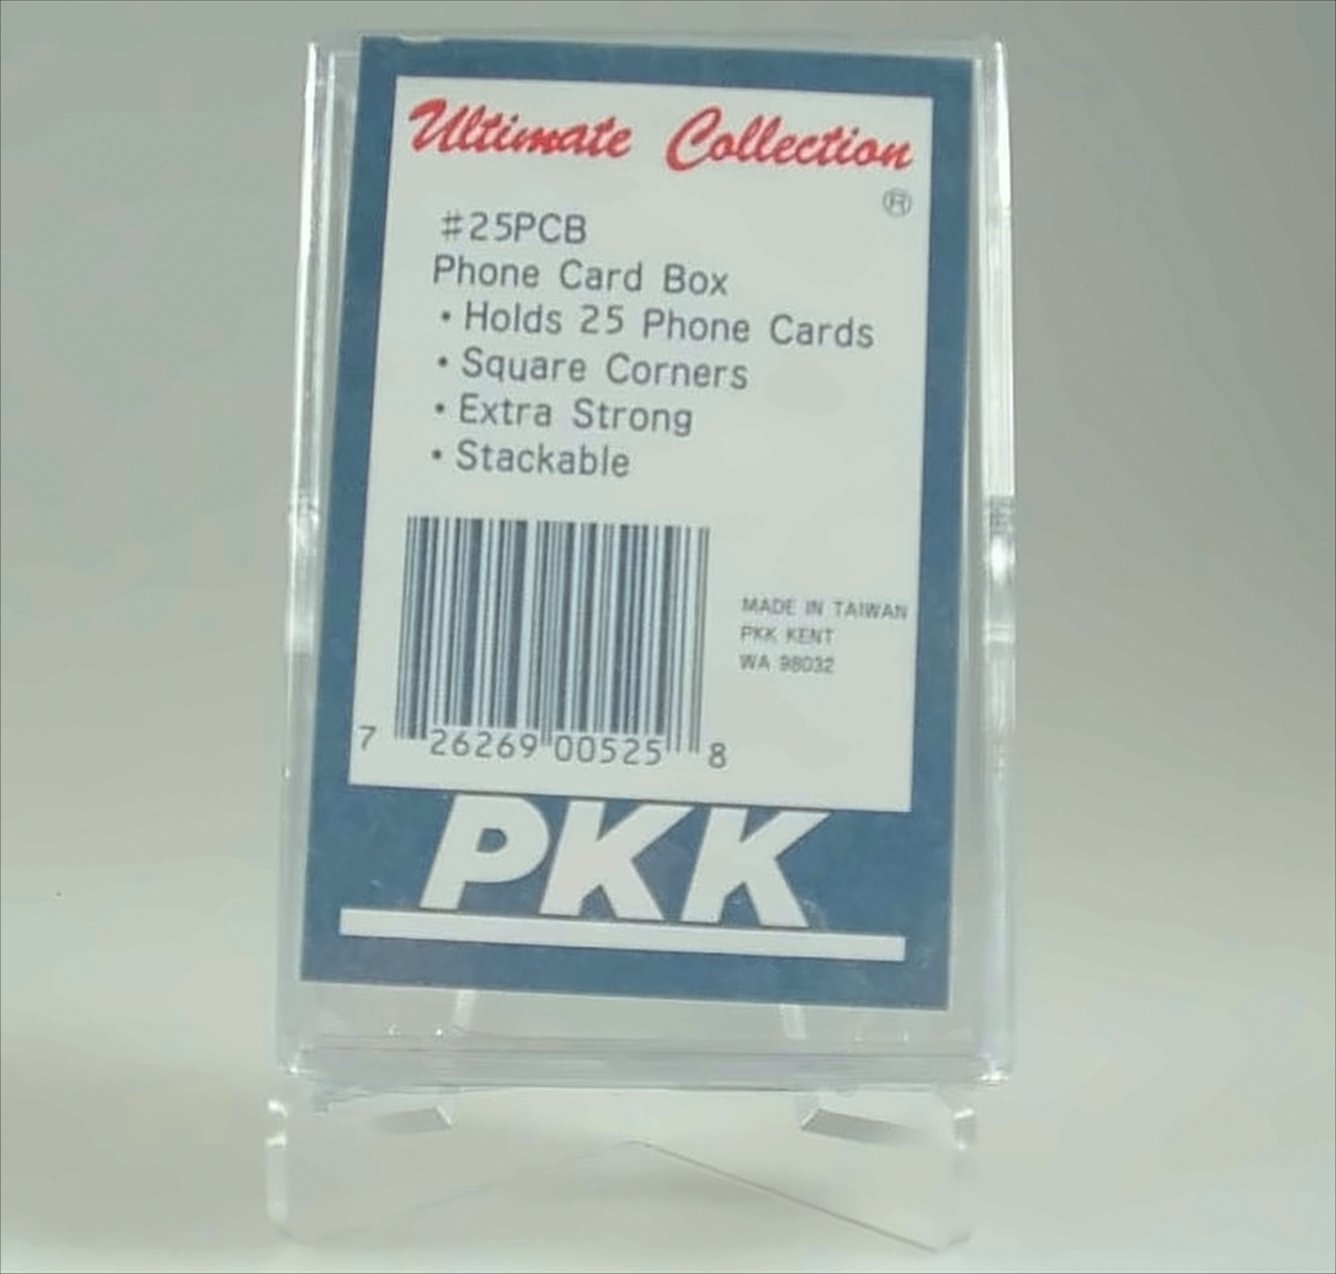 Ultimate Collection
®
#25PCB
Phone Card Box
• Holds 25 Phone Cards
• Square Corners
• Extra Strong
• Stackable
MADE IN TAIWAN
PKK KENT
WA 98032
7 26269 00525 8
PKK